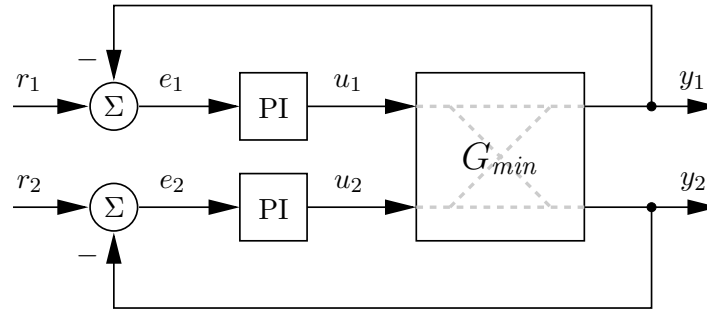 −
r1 Σ e1 PI u1 y1
Gmin
r2 Σ e2 PI u2 y2
−